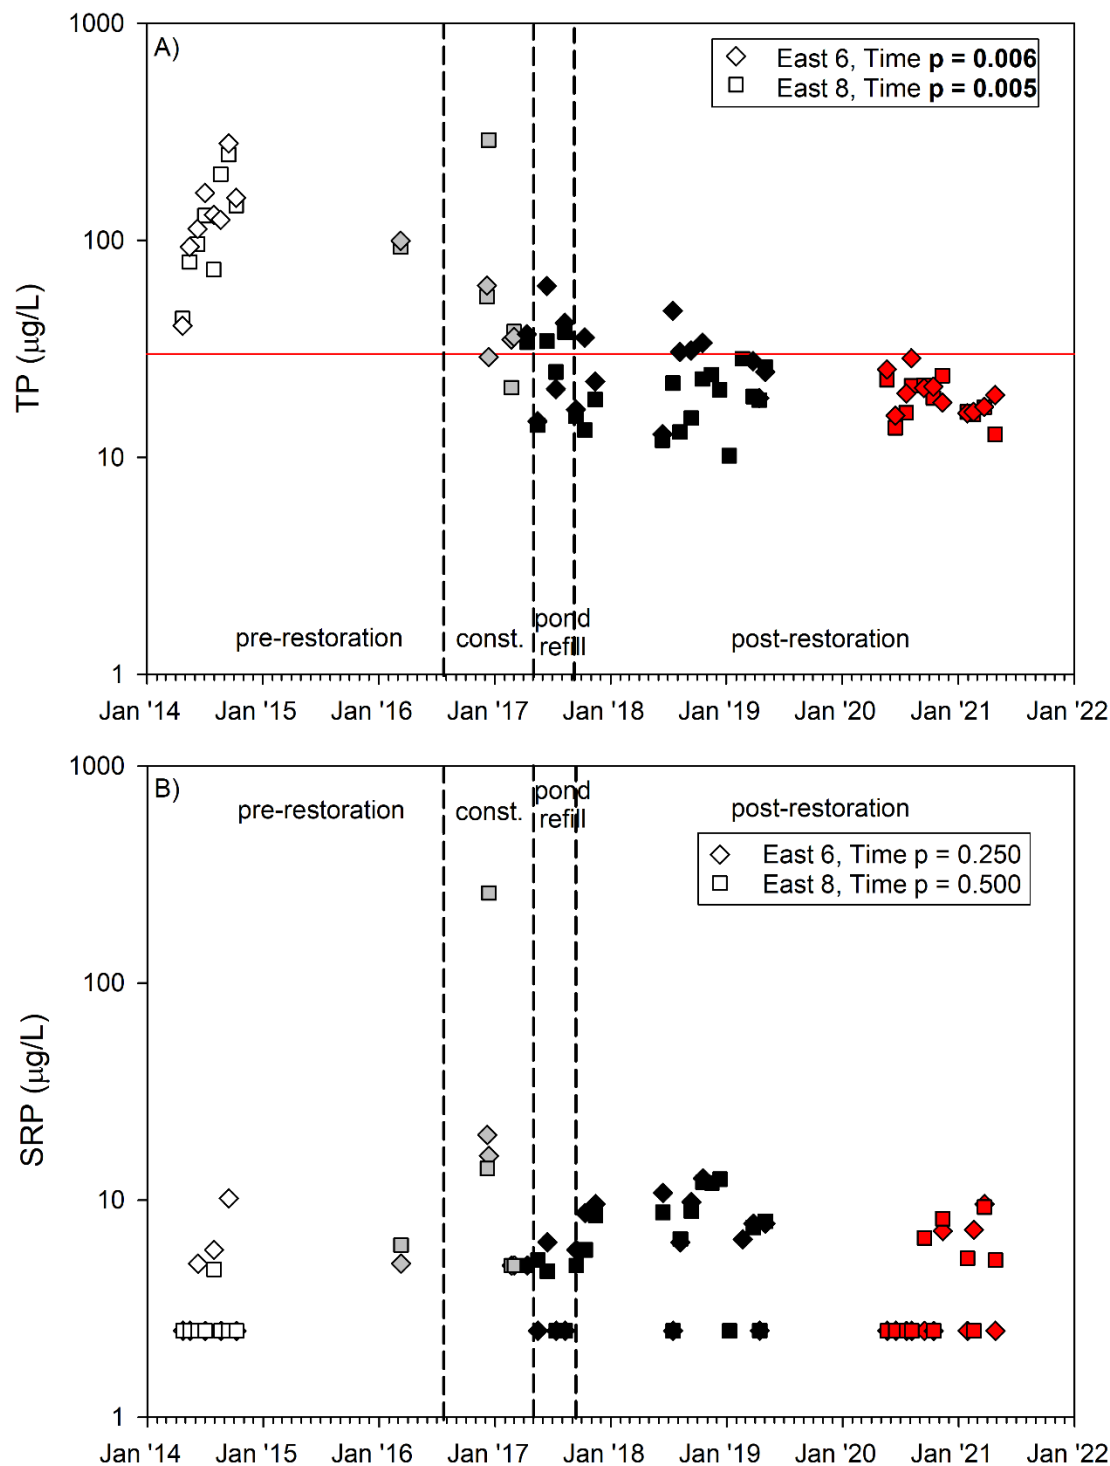 1000
A)
East 6, Time p = 0.006
East 8, Time p = 0.005
100
TP (μg/L)
10
pre-restoration
const.
pond
refill
post-restoration
1
Jan '14 Jan '15 Jan '16 Jan '17 Jan '18 Jan '19 Jan '20 Jan '21 Jan '22
1000
B)
pre-restoration
const.
pond
refill
post-restoration
East 6, Time p = 0.250
East 8, Time p = 0.500
100
SRP (μg/L)
10
1
Jan '14 Jan '15 Jan '16 Jan '17 Jan '18 Jan '19 Jan '20 Jan '21 Jan '22